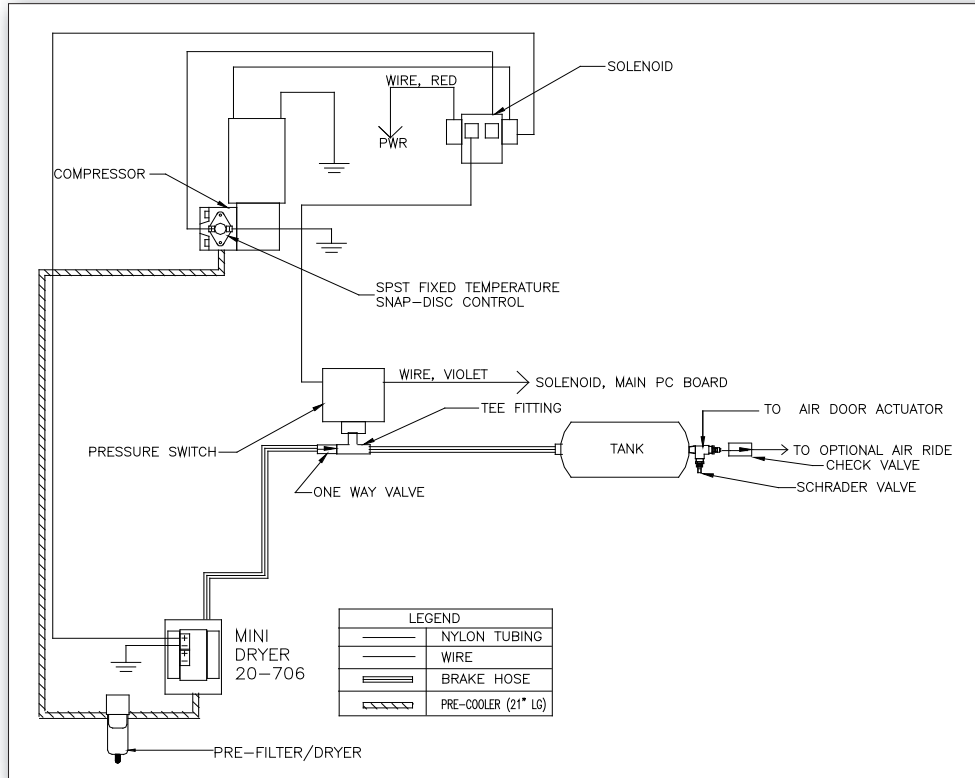 SOLENOID
WIRE, RED
PWR
COMPRESSOR
SPST FIXED TEMPERATURE
SNAP-DISC CONTROL
WIRE, VIOLET
SOLENOID, MAIN PC BOARD
TEE FITTING
TO AIR DOOR ACTUATOR
PRESSURE SWITCH
TANK
TO OPTIONAL AIR RIDE
CHECK VALVE
ONE WAY VALVE
SCHRADER VALVE
MINI
DRYER
20-706
+
-
LEGEND
NYLON TUBING
WIRE
BRAKE HOSE
PRE-COOLER (21" LG)
PRE-FILTER/DRYER